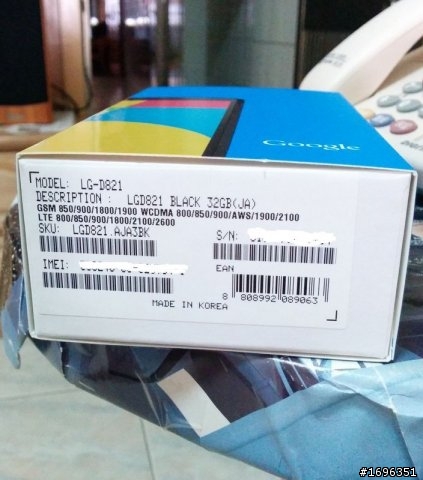 Google
MODEL: LG-D821
DESCRIPTION : LGD821 BLACK 32GB(JA)
GSM 850/900/1800/1900 WCDMA 800/850/900/AWS/1900/2100
LTE 800/850/900/1800/2100/2600
SKU: LGD821.AJA3BK
S/N:
IMEI:
EAN
8 808992 089063
MADE IN KOREA
#1696351